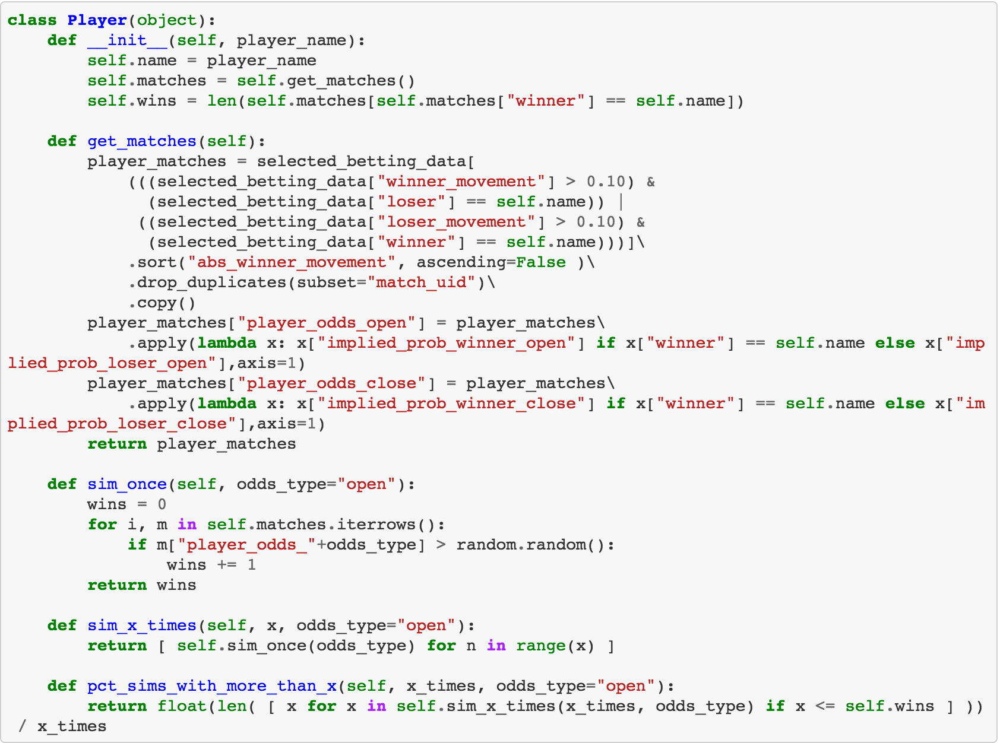 class Player(object):
    def __init__(self, player_name):
        self.name = player_name
        self.matches = self.get_matches()
        self.wins = len(self.matches[self.matches["winner"] == self.name])

    def get_matches(self):
        player_matches = selected_betting_data[
            (((selected_betting_data["winner_movement"] > 0.10) &
              (selected_betting_data["loser"] == self.name)) |
             ((selected_betting_data["loser_movement"] > 0.10) &
              (selected_betting_data["winner"] == self.name)))]\
            .sort("abs_winner_movement", ascending=False )\
            .drop_duplicates(subset="match_uid")\
            .copy()
        player_matches["player_odds_open"] = player_matches\
            .apply(lambda x: x["implied_prob_winner_open"] if x["winner"] == self.name else x["imp
lied_prob_loser_open"],axis=1)
        player_matches["player_odds_close"] = player_matches\
            .apply(lambda x: x["implied_prob_winner_close"] if x["winner"] == self.name else x["im
plied_prob_loser_close"],axis=1)
        return player_matches

    def sim_once(self, odds_type="open"):
        wins = 0
        for i, m in self.matches.iterrows():
            if m["player_odds_"+odds_type] > random.random():
                wins += 1
        return wins

    def sim_x_times(self, x, odds_type="open"):
        return [ self.sim_once(odds_type) for n in range(x) ]

    def pct_sims_with_more_than_x(self, x_times, odds_type="open"):
        return float(len( [ x for x in self.sim_x_times(x_times, odds_type) if x <= self.wins ] ))
 / x_times